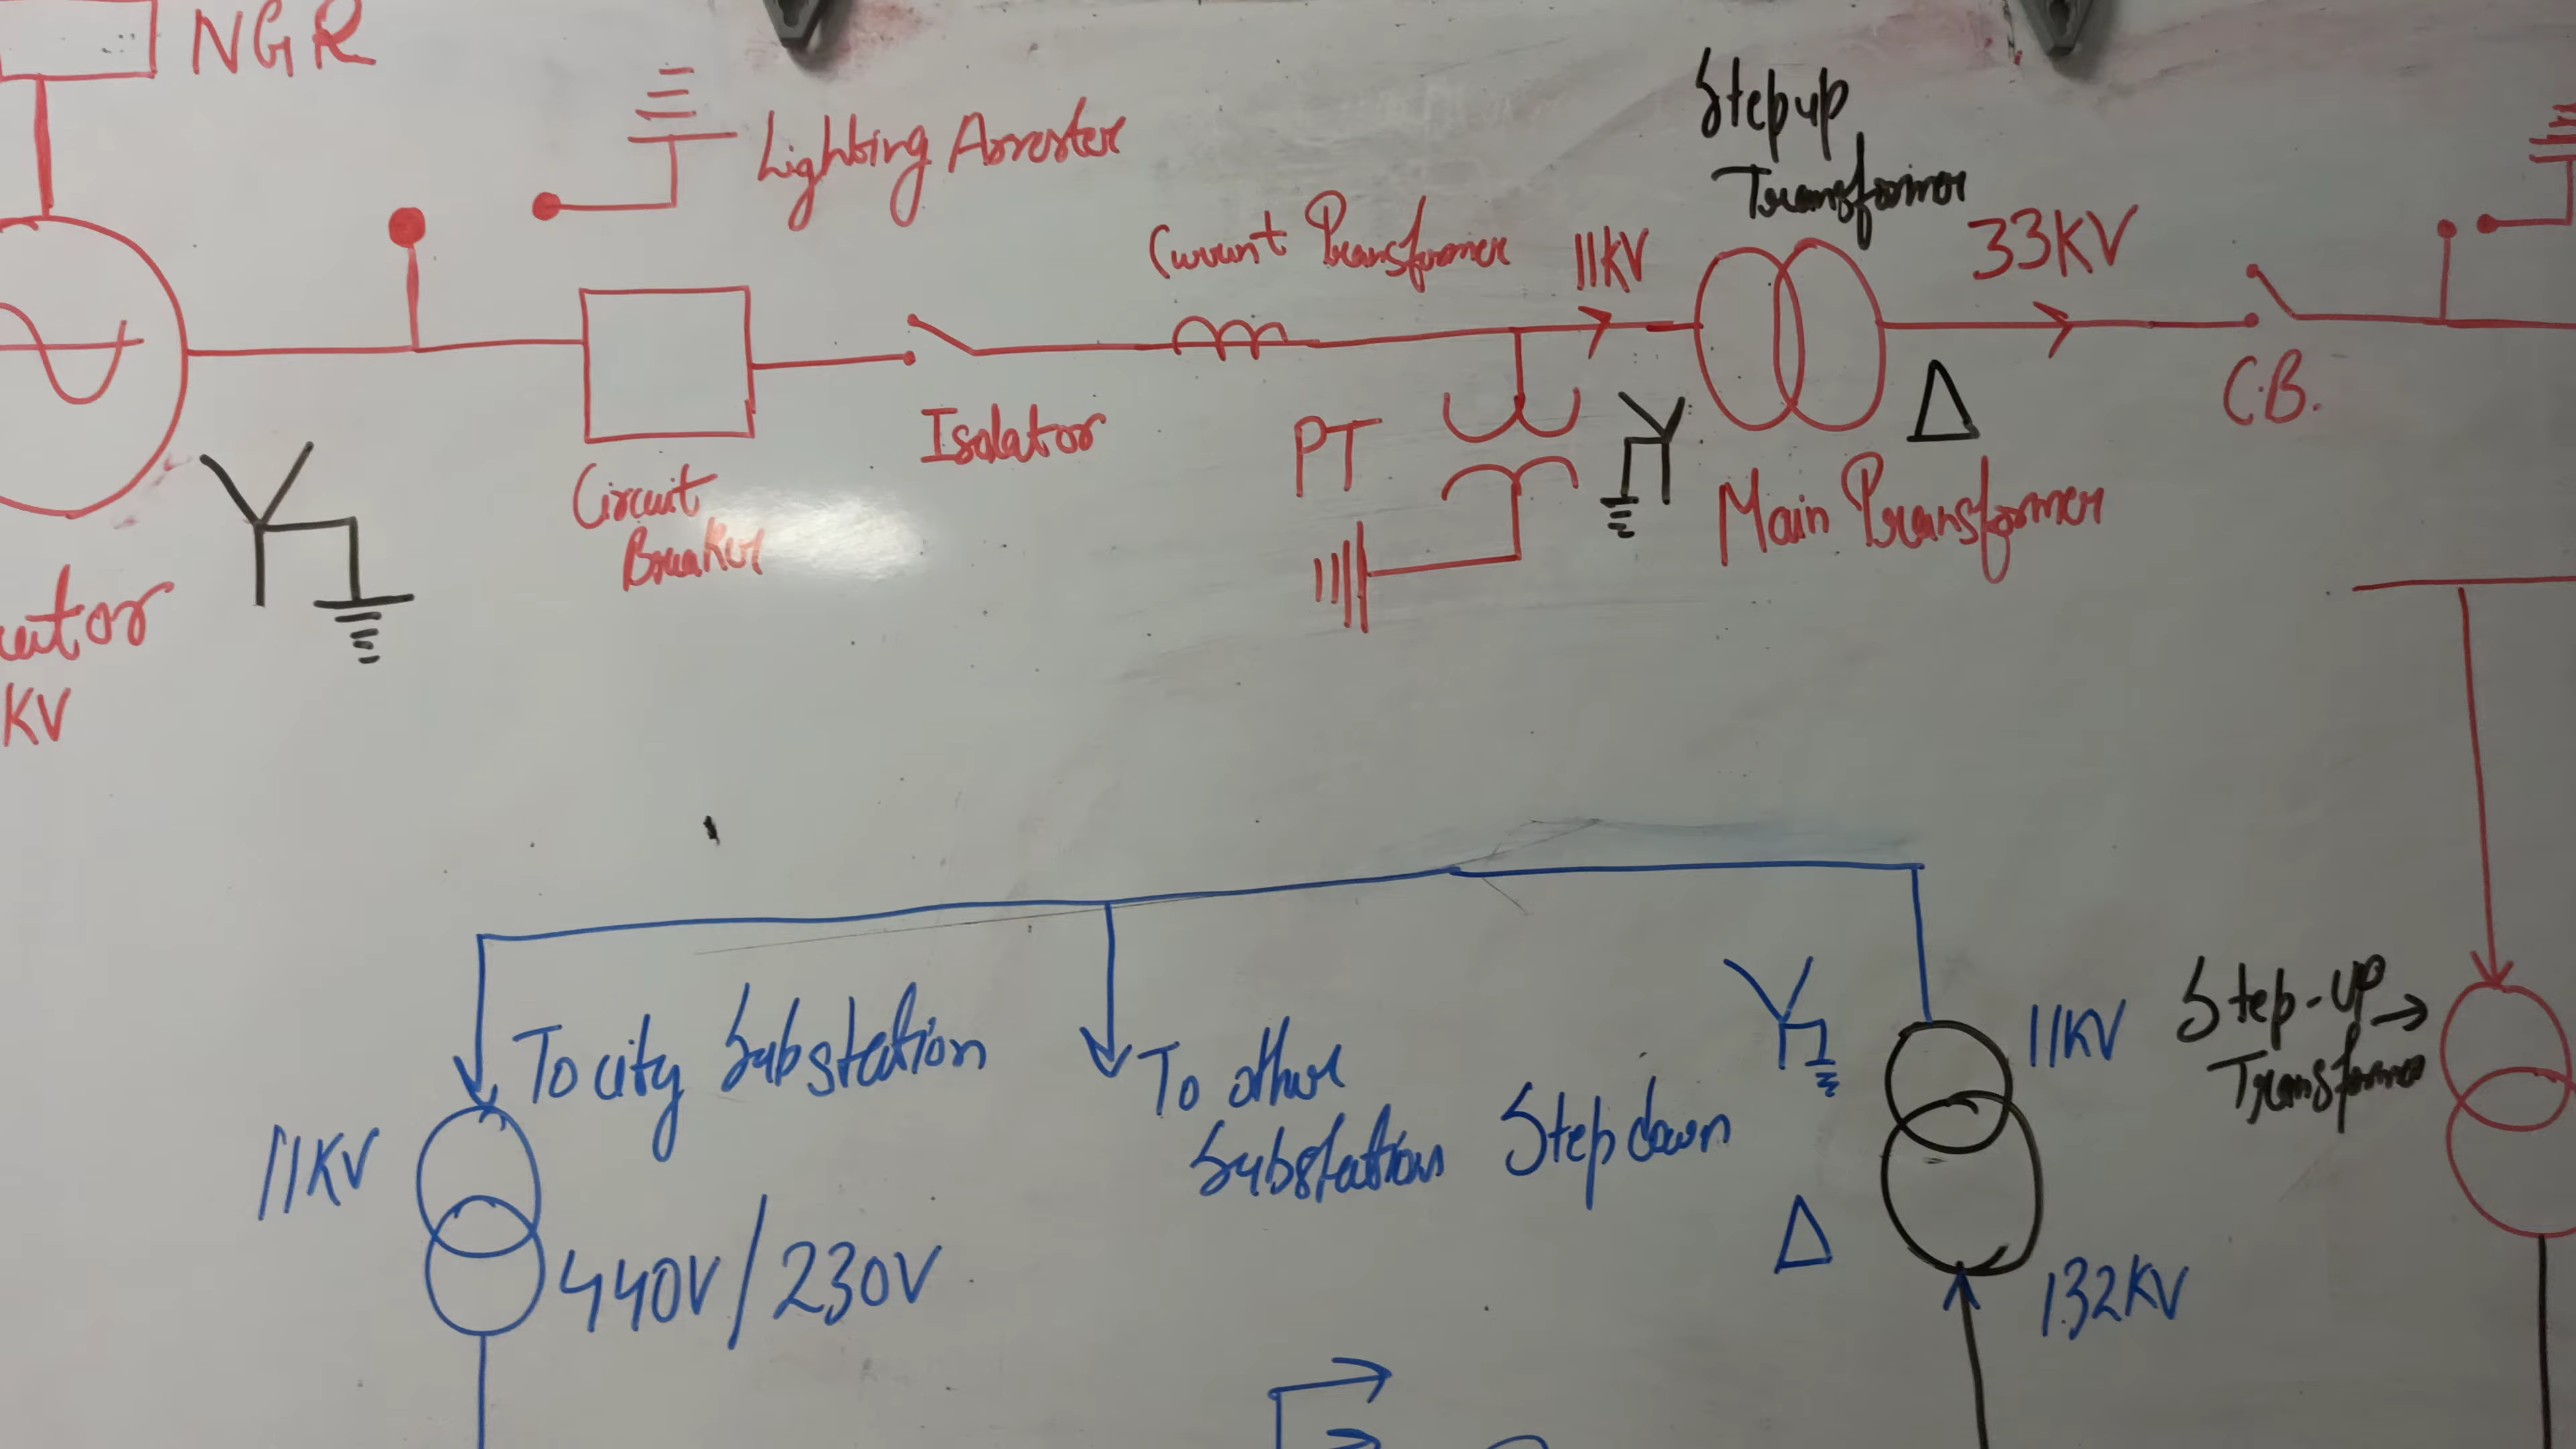 NGR
Lighting Arrester
Step up
Transformer
Current Transformer
11KV
33KV
Isolator
PT
Δ
C.B.
Circuit
Breaker
Main Transformer
KV
To city Substation
To other
Substation
Step down
11KV
Step-up
Transformer
11KV
Δ
440V/230V
132KV